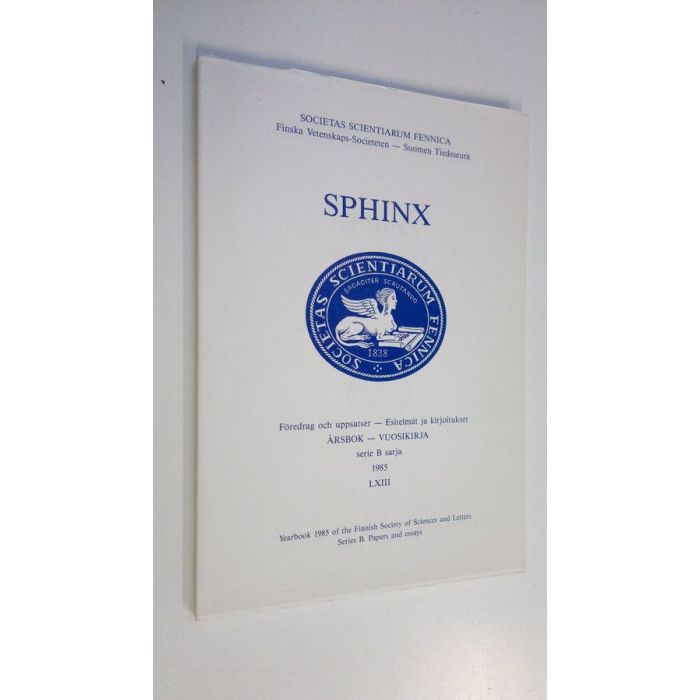 SOCIETAS SCIENTIARUM FENNICA
Finska Vetenskaps-Societeten — Suomen Tiedeseura
SPHINX
SOCIETAS SCIENTIARUM FENNICA
SAGACITER SCRUTANDO
1838
Föredrag och uppsatser — Esitelmät ja kirjoitukset
ÅRSBOK — VUOSIKIRJA
serie B sarja
1985
LXIII
Yearbook 1985 of the Finnish Society of Sciences and Letters
Series B. Papers and essays